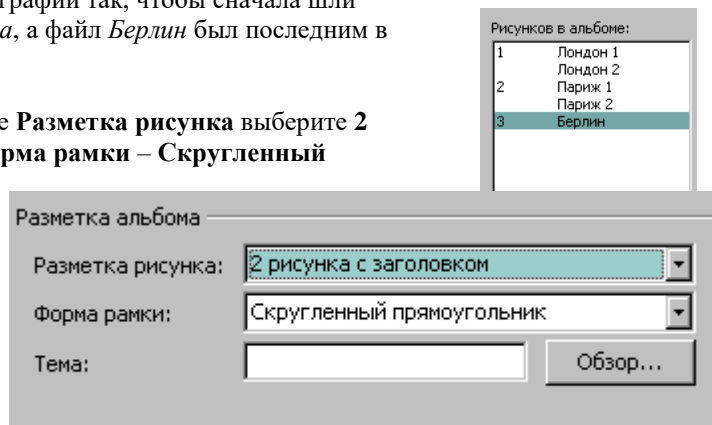 графии так, чтобы сначала шли
а, а файл Берлин был последним в
Рисунков в альбоме:
1 Лондон 1
Лондон 2
2 Париж 1
Париж 2
3 Берлин
е Разметка рисунка выберите 2
рма рамки – Скругленный
Разметка альбома
Разметка рисунка: 2 рисунка с заголовком
Форма рамки: Скругленный прямоугольник
Тема: Обзор...